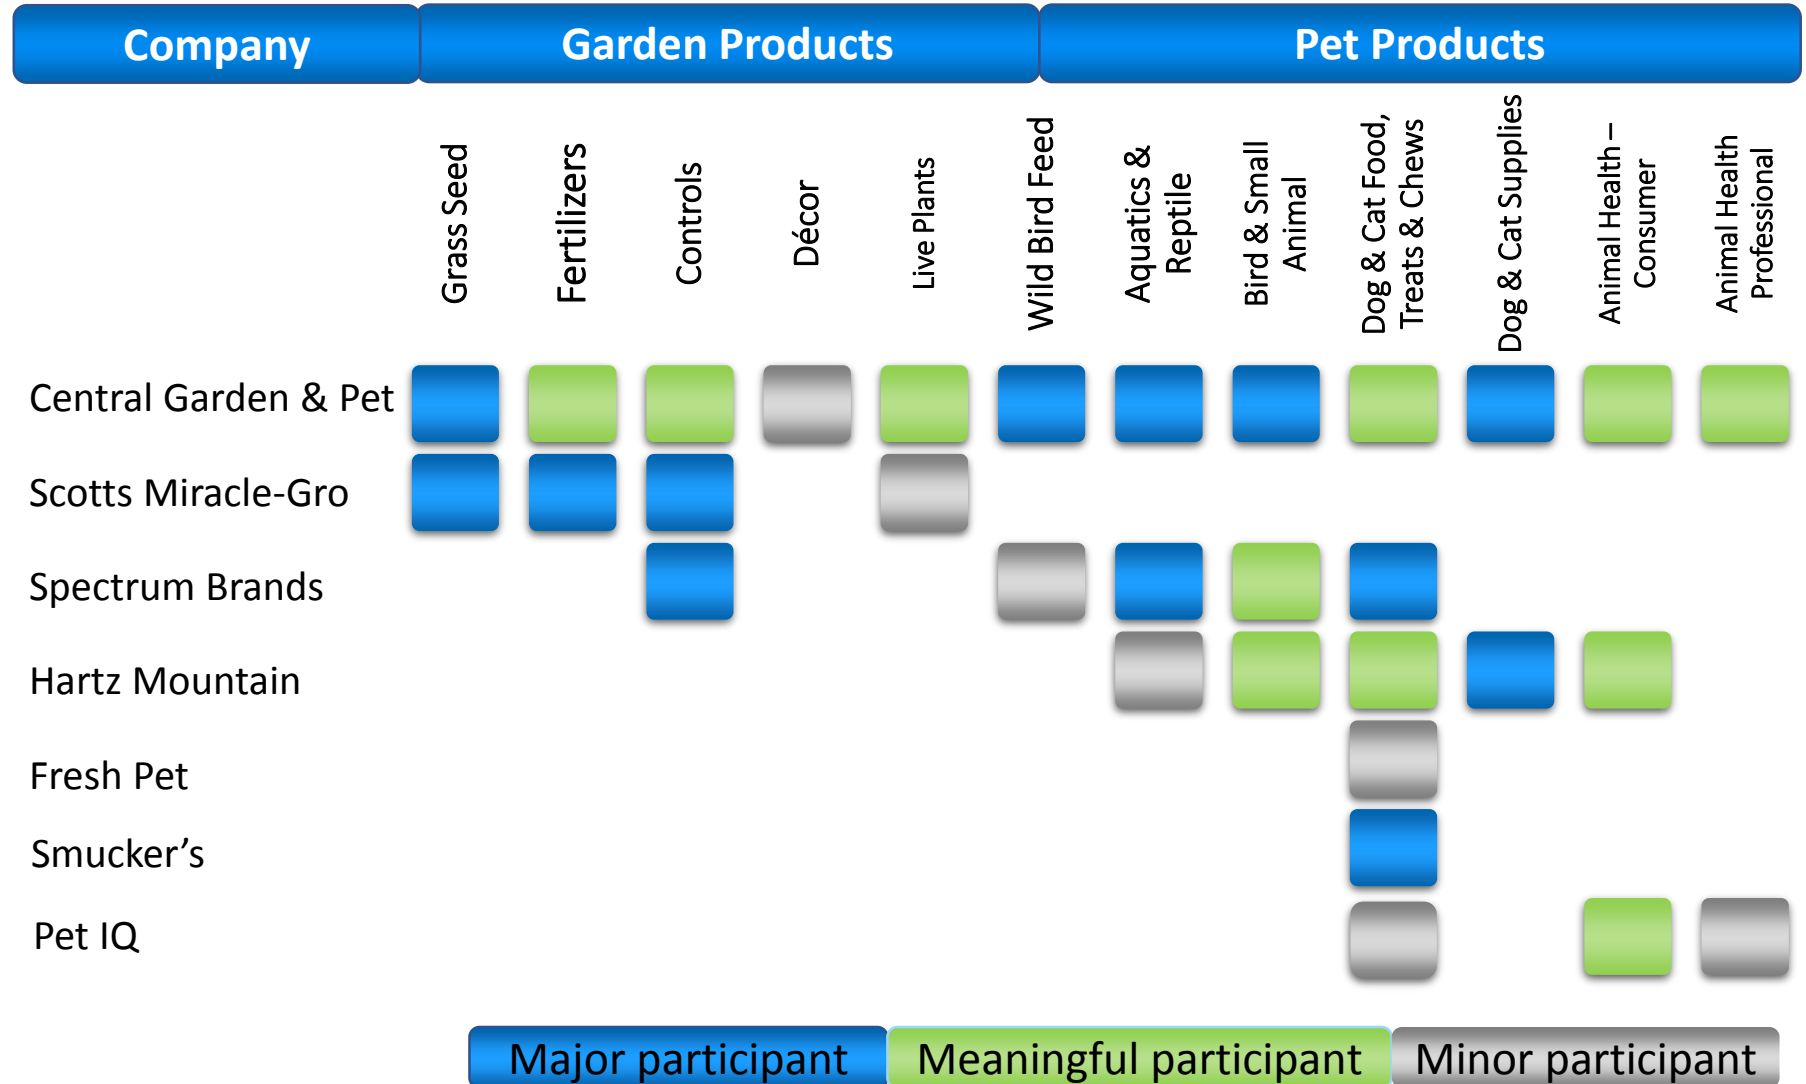 Company
Garden Products
Pet Products
Grass Seed
Fertilizers
Controls
Décor
Live Plants
Wild Bird Feed
Aquatics &
Reptile
Bird & Small
Animal
Dog & Cat Food,
Treats & Chews
Dog & Cat Supplies
Animal Health –
Consumer
Animal Health
Professional
Central Garden & Pet
Scotts Miracle-Gro
Spectrum Brands
Hartz Mountain
Fresh Pet
Smucker’s
Pet IQ
Major participant
Meaningful participant
Minor participant